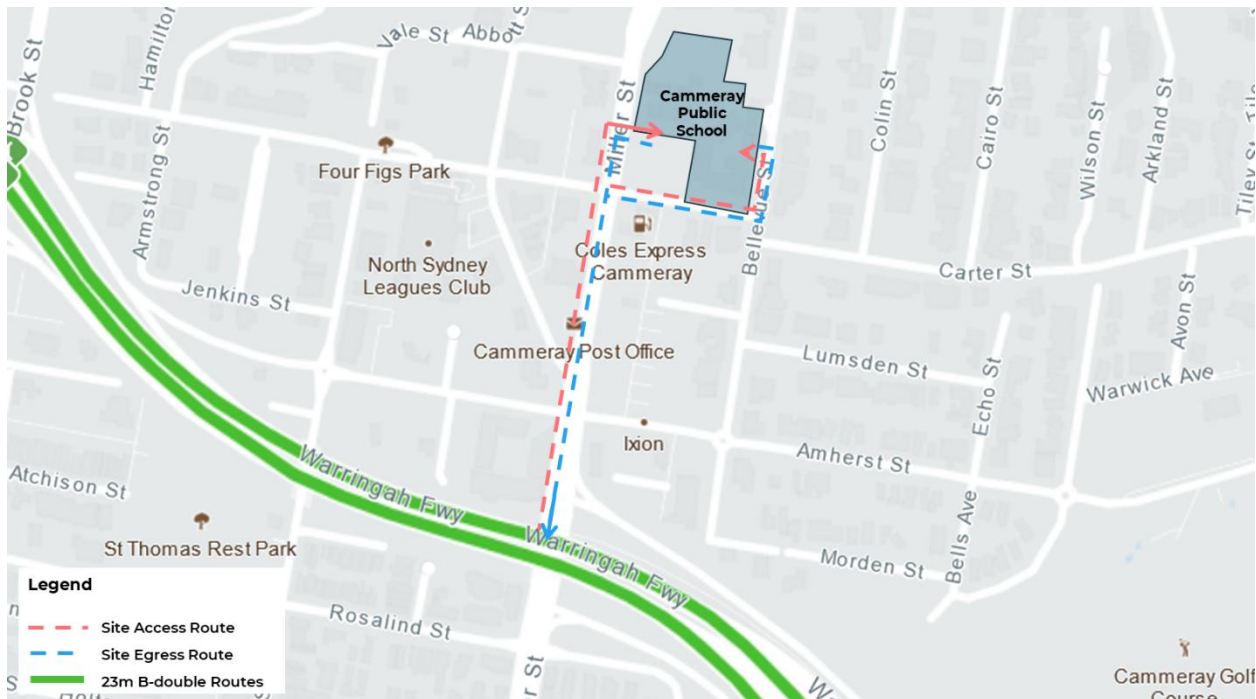 Brook St
Hamilton
Vale St
Abbott S
Miller St
Cammeray
Public
School
Colin St
Cairo St
Wilson St
Arkland St
Tiley St
Tile
Four Figs Park
Armstrong St
Bellevue St
Coles Express
Cammeray
North Sydney
Leagues Club
Carter St
Jenkins St
Avon St
Cammeray Post Office
Lumsden St
Echo St
Warwick Ave
Ixion
Amherst St
Warringah Fwy
Atchison St
Bells Ave
St Thomas Rest Park
Warringah Fwy
Morden St
Legend
Site Access Route
Site Egress Route
23m B-double Routes
Rosalind St
r St
Cammeray Golf
Course